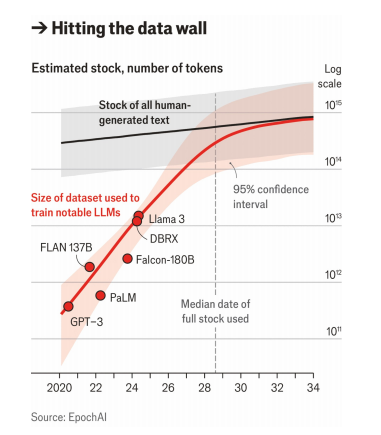 → Hitting the data wall
Estimated stock, number of tokens
Log
scale
Stock of all human-
generated text
10¹⁵
10¹⁴
95% confidence
interval
Size of dataset used to
train notable LLMs
Llama 3
10¹³
DBRX
FLAN 137B
Falcon-180B
10¹²
PaLM
Median date of
full stock used
GPT-3
10¹¹
2020 22 24 26 28 30 32 34
Source: EpochAI